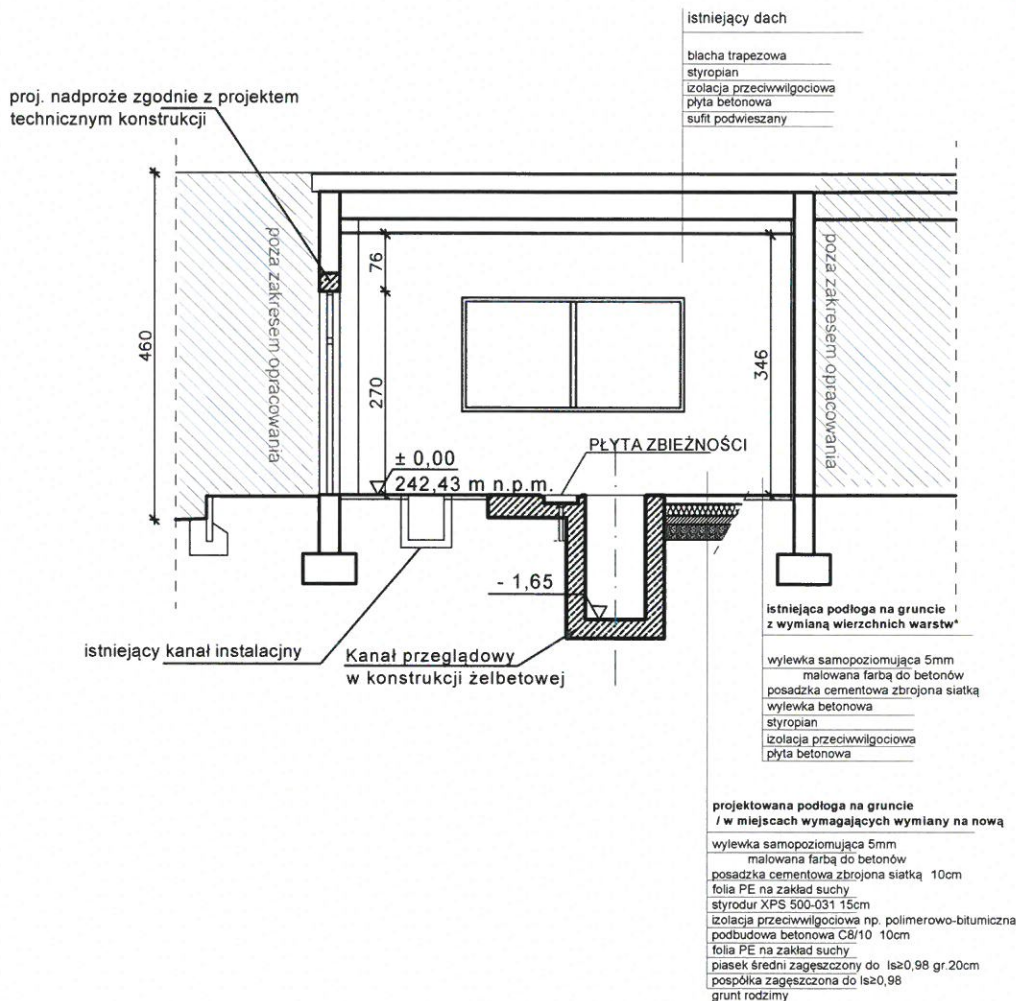 istniejący dach
blacha trapezowa
styropian
izolacja przeciwwilgociowa
płyta betonowa
sufit podwieszany
proj. nadproże zgodnie z projektem
technicznym konstrukcji
poza zakresem opracowania
poza zakresem opracowania
460
76
270
346
± 0,00
242,43 m n.p.m.
PŁYTA ZBIEŻNOŚCI
- 1,65
istniejący kanał instalacjny
Kanał przeglądowy
w konstrukcji żelbetowej
istniejąca podłoga na gruncie
z wymianą wierzchnich warstw*
wylewka samopoziomująca 5mm
malowana farbą do betonów
posadzka cementowa zbrojona siatką
wylewka betonowa
styropian
izolacja przeciwwilgociowa
płyta betonowa
projektowana podłoga na gruncie
/ w miejscach wymagających wymiany na nową
wylewka samopoziomująca 5mm
malowana farbą do betonów
posadzka cementowa zbrojona siatką 10cm
folia PE na zakład suchy
styrodur XPS 500-031 15cm
izolacja przeciwwilgociowa np. polimerowo-bitumiczna
podbudowa betonowa C8/10 10cm
folia PE na zakład suchy
piasek średni zagęszczony do Is≥0,98 gr.20cm
pospółka zagęszczona do Is≥0,98
grunt rodzimy